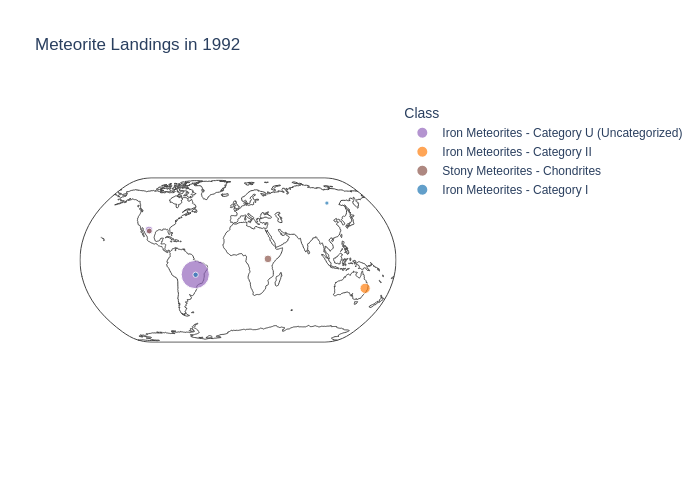 Meteorite Landings in 1992
Class
Iron Meteorites - Category U (Uncategorized)
Iron Meteorites - Category II
Stony Meteorites - Chondrites
Iron Meteorites - Category I